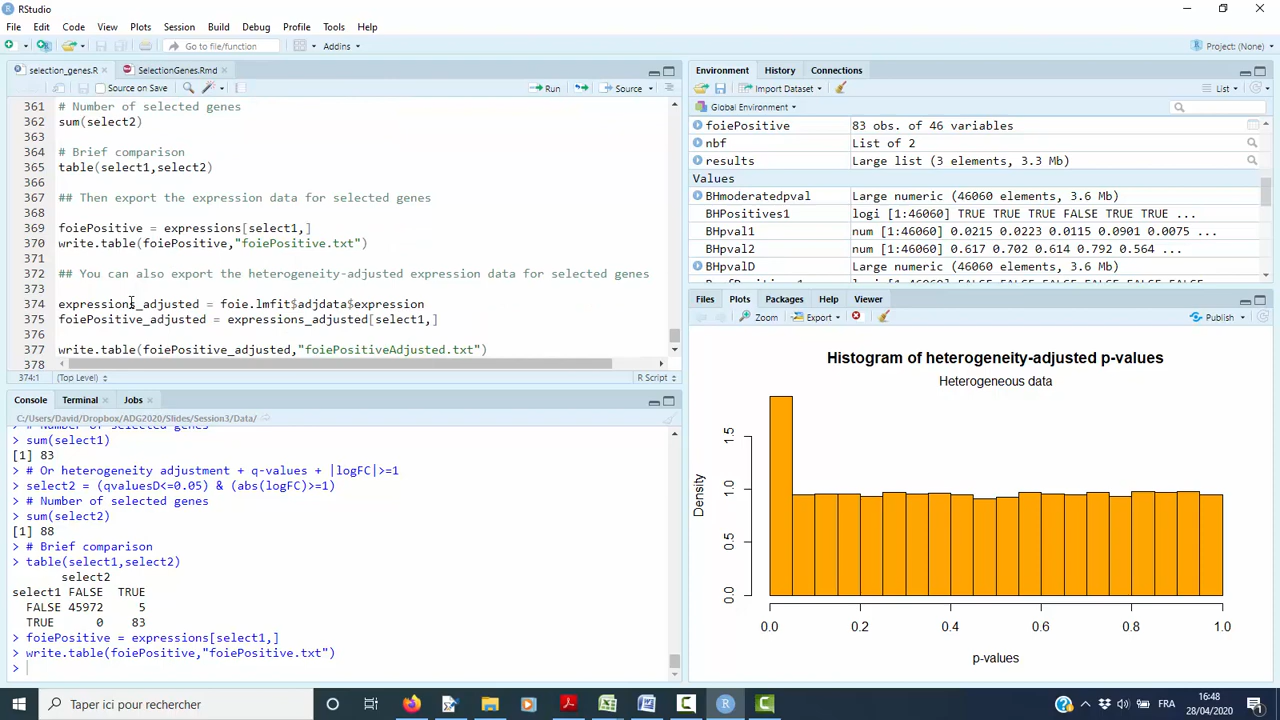 RStudio
File Edit Code View Plots Session Build Debug Profile Tools Help
Go to file/function Addins Project: (None)
selection_genes.R SelectionGenes.Rmd
Source on Save Run Source
361 # Number of selected genes
362 sum(select2)
363
364 # Brief comparison
365 table(select1,select2)
366
367 ## Then export the expression data for selected genes
368
369 foiePositive = expressions[select1,]
370 write.table(foiePositive,"foiePositive.txt")
371
372 ## You can also export the heterogeneity-adjusted expression data for selected genes
373
374 expressions_adjusted = foie.lmfit$adjdata$expression
375 foiePositive_adjusted = expressions_adjusted[select1,]
376
377 write.table(foiePositive_adjusted,"foiePositiveAdjusted.txt")
378
374:1 (Top Level) R Script
Console Terminal Jobs
C:/Users/David/Dropbox/ADG2020/Slides/Session3/Data/
> # Number of selected genes
> sum(select1)
[1] 83
> # Or heterogeneity adjustment + q-values + |logFC|>=1
> select2 = (qvaluesD<=0.05) & (abs(logFC)>=1)
> # Number of selected genes
> sum(select2)
[1] 88
> # Brief comparison
> table(select1,select2)
select2
select1 FALSE TRUE
FALSE 45972 5
TRUE 0 83
> foiePositive = expressions[select1,]
> write.table(foiePositive,"foiePositive.txt")
>
Environment History Connections
Import Dataset List
Global Environment
foiePositive 83 obs. of 46 variables
nbf List of 2
results Large list (3 elements, 3.3 Mb)
Values
BHmoderatedpval Large numeric (46060 elements, 3.6 Mb)
BHPositives1 logi [1:46060] TRUE TRUE TRUE FALSE TRUE TRUE ...
BHpval1 num [1:46060] 0.0215 0.0223 0.0115 0.0901 0.0075 ...
BHpval2 num [1:46060] 0.617 0.702 0.614 0.792 0.564 ...
BHpvalD Large numeric (46060 elements, 3.6 Mb)
Files Plots Packages Help Viewer
Zoom Export Publish
Histogram of heterogeneity-adjusted p-values
Heterogeneous data
Density
1.5
1.0
0.5
0.0
0.0 0.2 0.4 0.6 0.8 1.0
p-values
Taper ici pour rechercher
FRA
16:48
28/04/2020